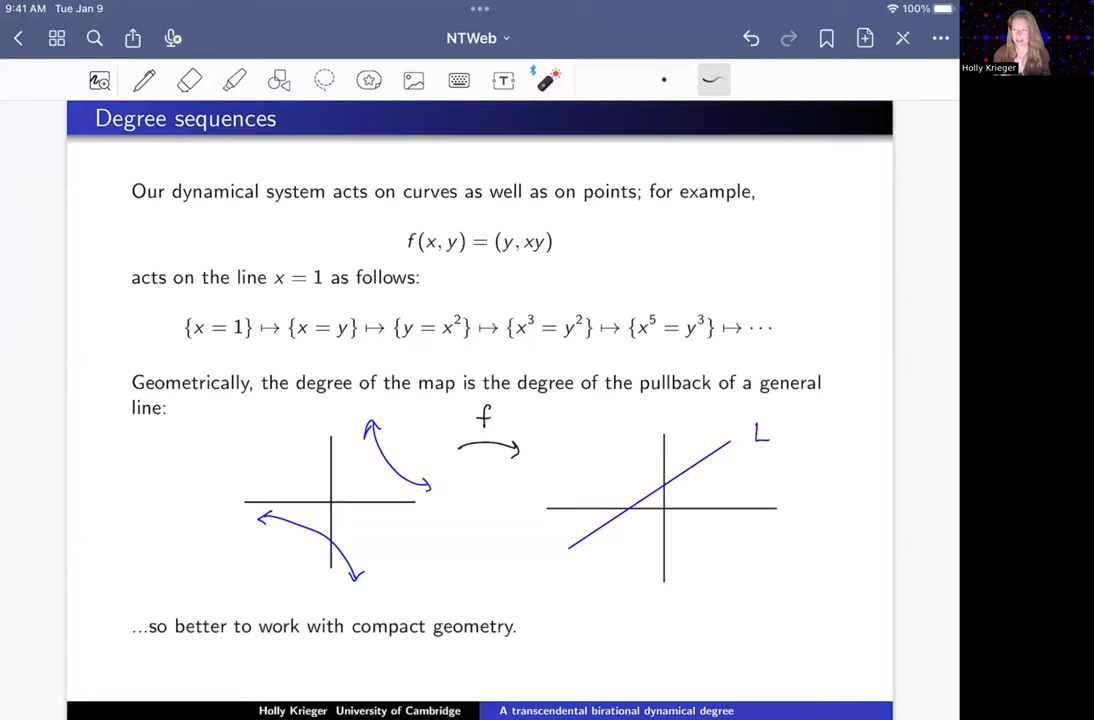 9:41 AM Tue Jan 9
100%
NTWeb
Holly Krieger
Degree sequences
Our dynamical system acts on curves as well as on points; for example,
f(x, y) = (y, xy)
acts on the line x = 1 as follows:
{x = 1} ↦ {x = y} ↦ {y = x²} ↦ {x³ = y²} ↦ {x⁵ = y³} ↦ ⋯
Geometrically, the degree of the map is the degree of the pullback of a general
line:
f
L
...so better to work with compact geometry.
Holly Krieger University of Cambridge
A transcendental birational dynamical degree